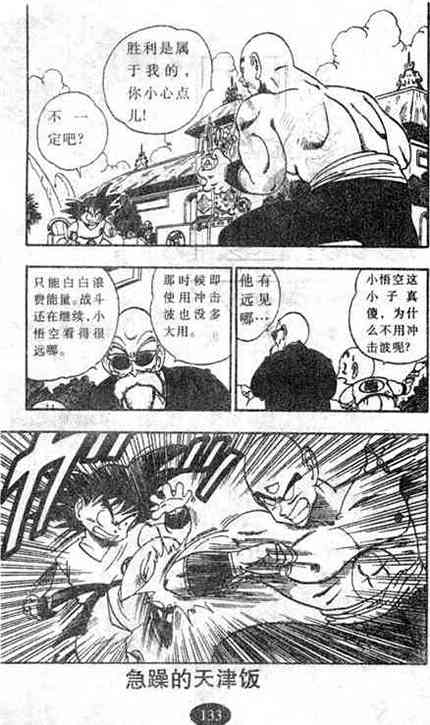 胜利是属
于我的，
你小心点
儿！
不一
定吧？
小悟空这
小子真
傻，为什
么不用冲
击波呢？
他有
远见
哪…
那时候即
使用冲击
波也没多
大用。
只能白白浪
费能量。战斗
还在继续，小
悟空看得很
远哪。
急躁的天津饭
133